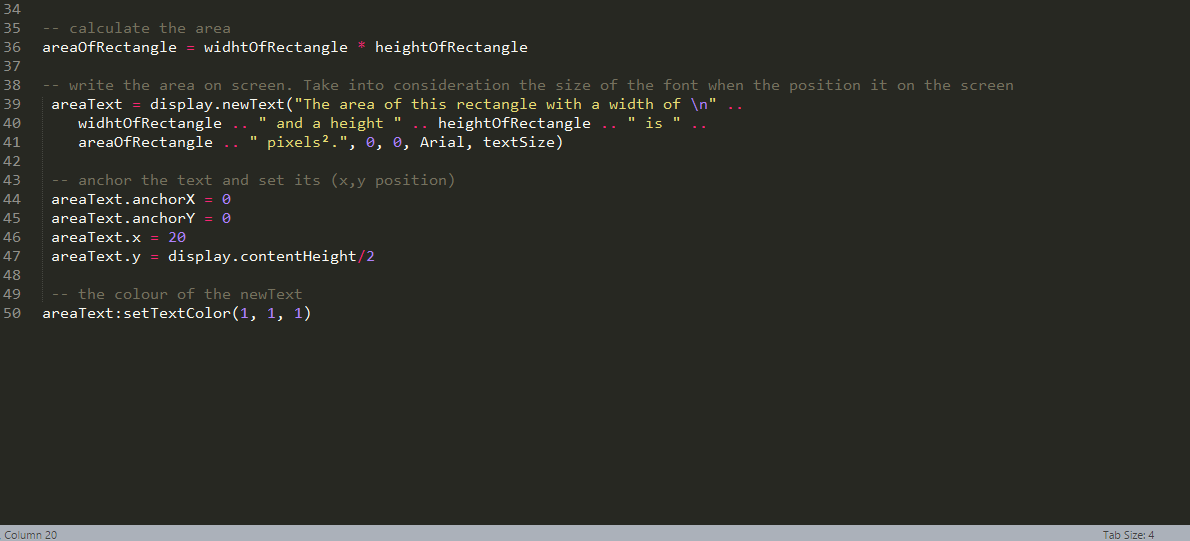 34
35 -- calculate the area
36 areaOfRectangle = widhtOfRectangle * heightOfRectangle
37
38 -- write the area on screen. Take into consideration the size of the font when the position it on the screen
39 areaText = display.newText("The area of this rectangle with a width of \n" ..
40 widhtOfRectangle .. " and a height " .. heightOfRectangle .. " is " ..
41 areaOfRectangle .. " pixels².", 0, 0, Arial, textSize)
42
43 -- anchor the text and set its (x,y position)
44 areaText.anchorX = 0
45 areaText.anchorY = 0
46 areaText.x = 20
47 areaText.y = display.contentHeight/2
48
49 -- the colour of the newText
50 areaText:setTextColor(1, 1, 1)
Column 20 Tab Size: 4